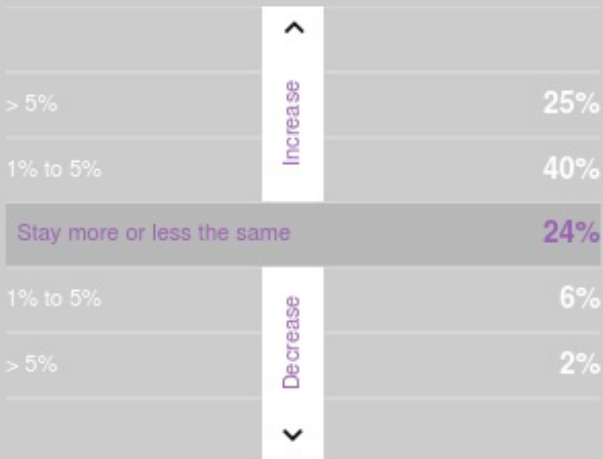 > 5%
25%
Increase
1% to 5%
40%
Stay more or less the same
24%
1% to 5%
6%
Decrease
> 5%
2%